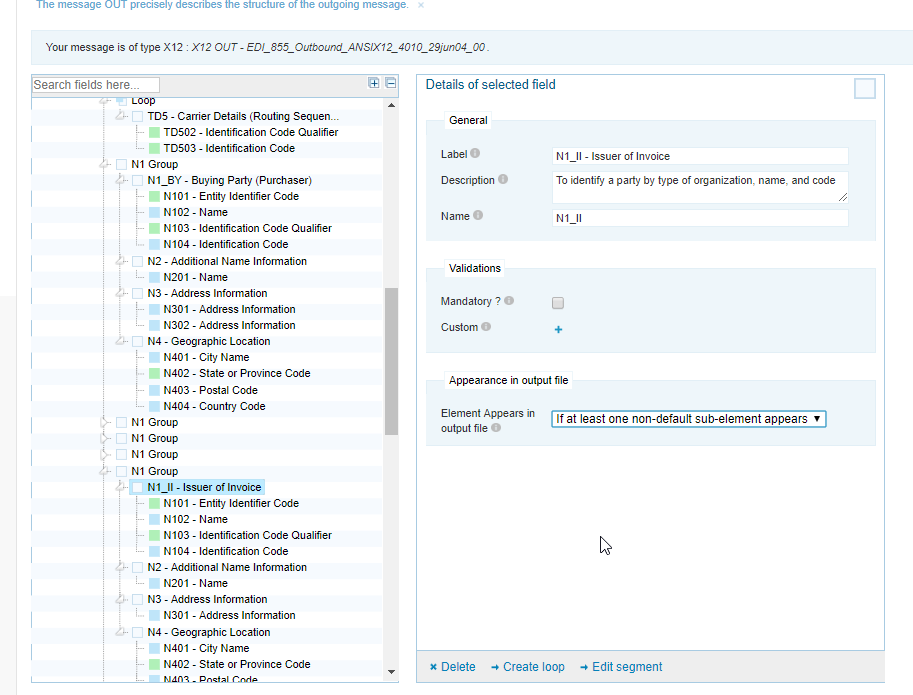 The message OUT precisely describes the structure of the outgoing message. ×
Your message is of type X12 : X12 OUT - EDI_855_Outbound_ANSIX12_4010_29jun04_00 .
Search fields here...
Loop
TD5 - Carrier Details (Routing Sequen...
TD502 - Identification Code Qualifier
TD503 - Identification Code
N1 Group
N1_BY - Buying Party (Purchaser)
N101 - Entity Identifier Code
N102 - Name
N103 - Identification Code Qualifier
N104 - Identification Code
N2 - Additional Name Information
N201 - Name
N3 - Address Information
N301 - Address Information
N302 - Address Information
N4 - Geographic Location
N401 - City Name
N402 - State or Province Code
N403 - Postal Code
N404 - Country Code
N1 Group
N1 Group
N1 Group
N1 Group
N1_II - Issuer of Invoice
N101 - Entity Identifier Code
N102 - Name
N103 - Identification Code Qualifier
N104 - Identification Code
N2 - Additional Name Information
N201 - Name
N3 - Address Information
N301 - Address Information
N4 - Geographic Location
N401 - City Name
N402 - State or Province Code
N403 - Postal Code
Details of selected field
General
Label
N1_II - Issuer of Invoice
Description
To identify a party by type of organization, name, and code
Name
N1_II
Validations
Mandatory ?
Custom
+
Appearance in output file
Element Appears in
output file
If at least one non-default sub-element appears
Delete
Create loop
Edit segment